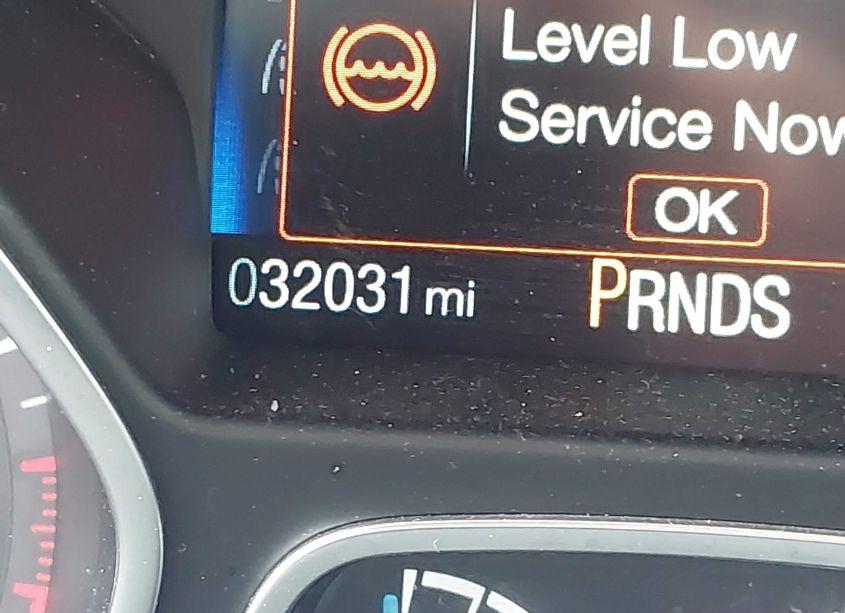 Level Low
Service Now
OK
032031 mi
PRNDS